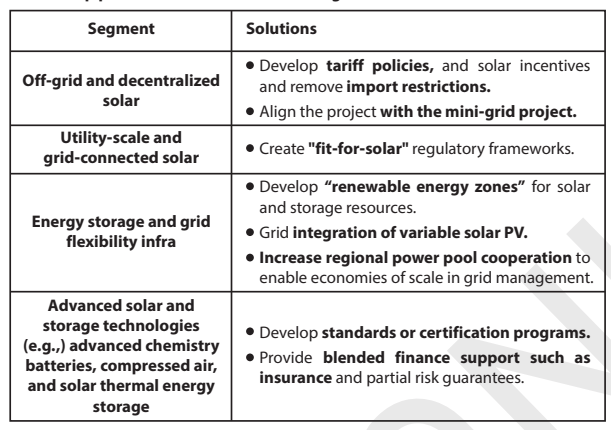 Segment
Solutions
Off-grid and decentralized
solar
● Develop tariff policies, and solar incentives
and remove import restrictions.
● Align the project with the mini-grid project.
Utility-scale and
grid-connected solar
● Create "fit-for-solar" regulatory frameworks.
Energy storage and grid
flexibility infra
● Develop “renewable energy zones” for solar
and storage resources.
● Grid integration of variable solar PV.
● Increase regional power pool cooperation to
enable economies of scale in grid management.
Advanced solar and
storage technologies
(e.g.,) advanced chemistry
batteries, compressed air,
and solar thermal energy
storage
● Develop standards or certification programs.
● Provide blended finance support such as
insurance and partial risk guarantees.